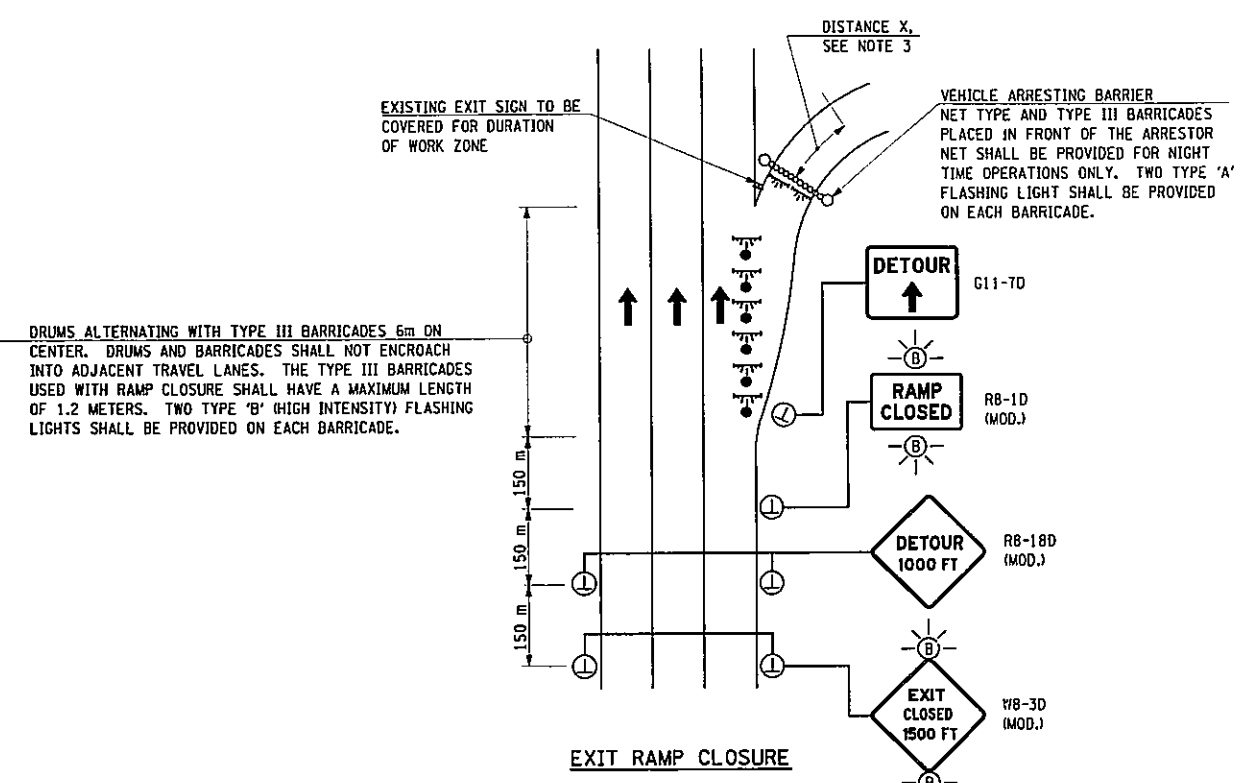 DISTANCE X,
SEE NOTE 3
EXISTING EXIT SIGN TO BE
COVERED FOR DURATION
OF WORK ZONE
VEHICLE ARRESTING BARRIER
NET TYPE AND TYPE III BARRICADES
PLACED IN FRONT OF THE ARRESTOR
NET SHALL BE PROVIDED FOR NIGHT
TIME OPERATIONS ONLY. TWO TYPE 'A'
FLASHING LIGHT SHALL BE PROVIDED
ON EACH BARRICADE.
DETOUR
G11-7D
DRUMS ALTERNATING WITH TYPE III BARRICADES 6m ON
CENTER. DRUMS AND BARRICADES SHALL NOT ENCROACH
INTO ADJACENT TRAVEL LANES. THE TYPE III BARRICADES
USED WITH RAMP CLOSURE SHALL HAVE A MAXIMUM LENGTH
OF 1.2 METERS. TWO TYPE 'B' (HIGH INTENSITY) FLASHING
LIGHTS SHALL BE PROVIDED ON EACH BARRICADE.
B
RAMP
CLOSED
R8-1D
(MOD.)
B
150 m
150 m
150 m
DETOUR
1000 FT
R8-18D
(MOD.)
B
EXIT
CLOSED
1500 FT
W8-3D
(MOD.)
B
EXIT RAMP CLOSURE